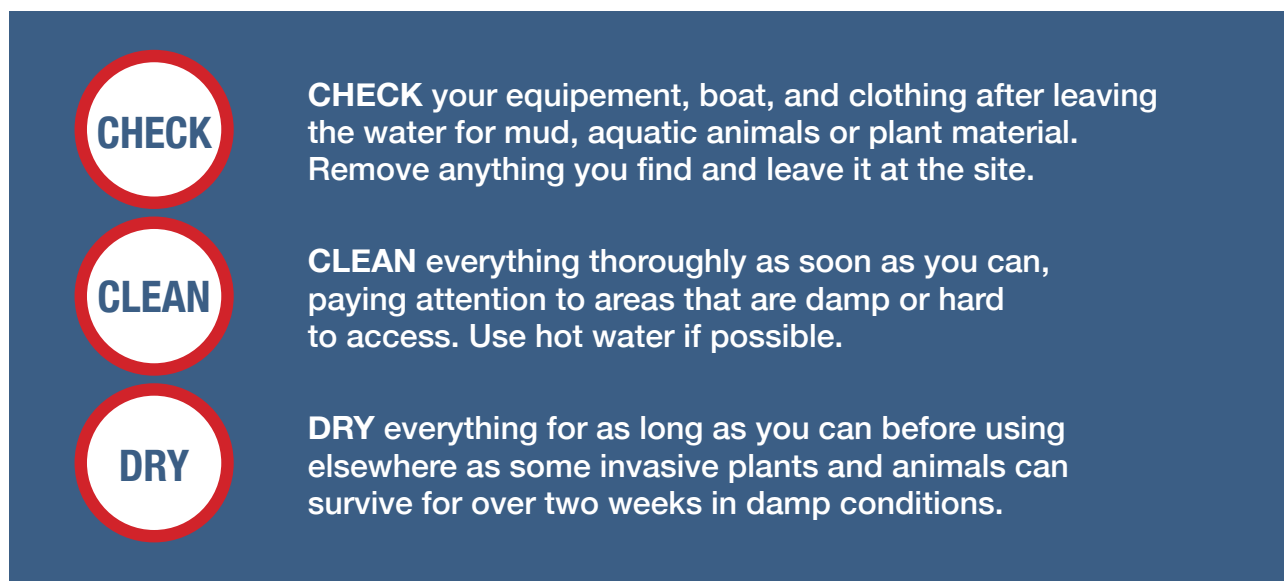 CHECK
CHECK your equipement, boat, and clothing after leaving
the water for mud, aquatic animals or plant material.
Remove anything you find and leave it at the site.
CLEAN
CLEAN everything thoroughly as soon as you can,
paying attention to areas that are damp or hard
to access. Use hot water if possible.
DRY
DRY everything for as long as you can before using
elsewhere as some invasive plants and animals can
survive for over two weeks in damp conditions.